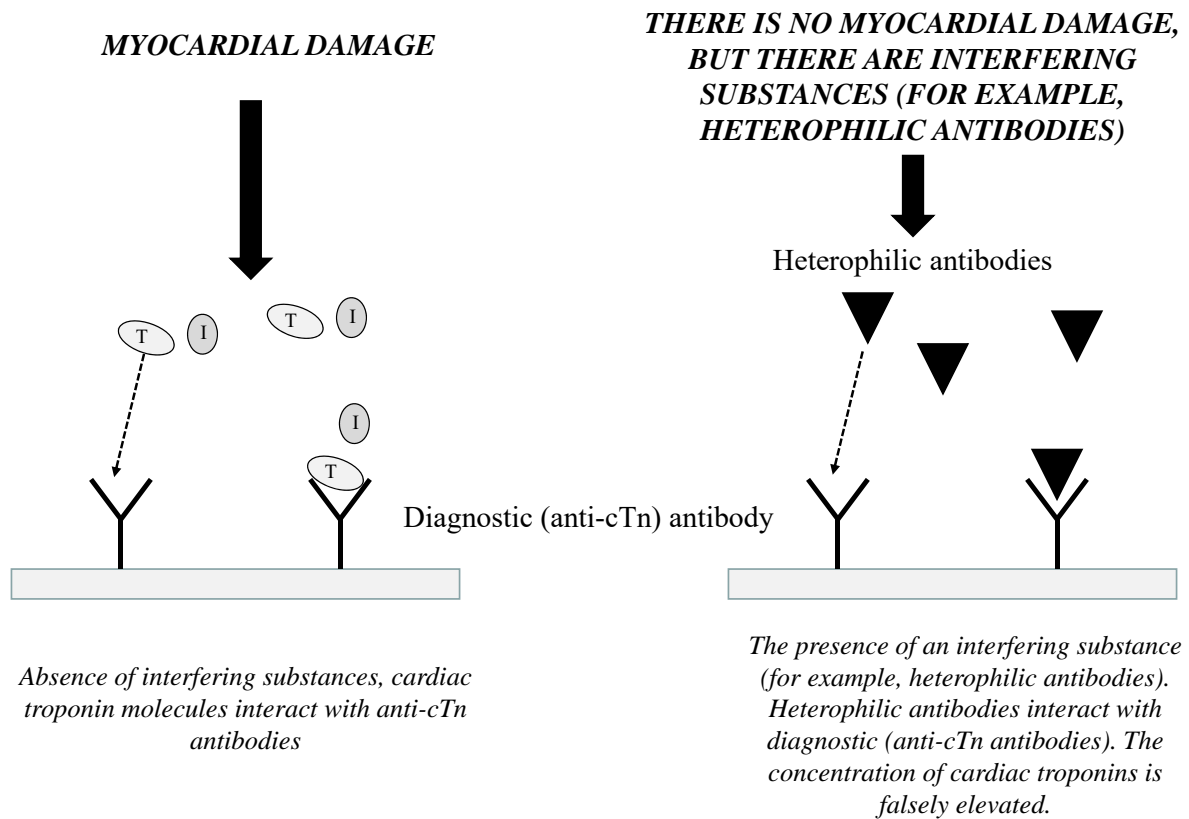 MYOCARDIAL DAMAGE
THERE IS NO MYOCARDIAL DAMAGE,
BUT THERE ARE INTERFERING
SUBSTANCES (FOR EXAMPLE,
HETEROPHILIC ANTIBODIES)
Heterophilic antibodies
T
I
T
I
I
T
Diagnostic (anti-cTn) antibody
Absence of interfering substances, cardiac
troponin molecules interact with anti-cTn
antibodies
The presence of an interfering substance
(for example, heterophilic antibodies).
Heterophilic antibodies interact with
diagnostic (anti-cTn antibodies). The
concentration of cardiac troponins is
falsely elevated.